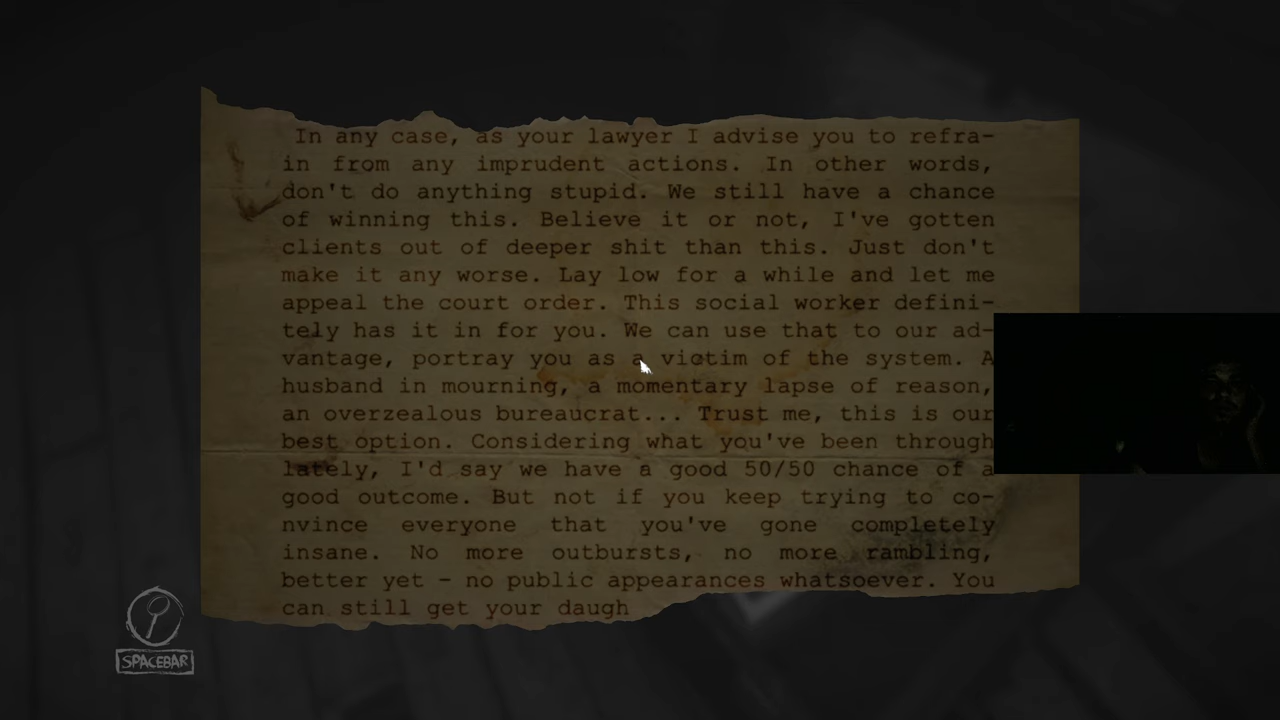 In any case, as your lawyer I advise you to refra-
in from any imprudent actions. In other words,
don't do anything stupid. We still have a chance
of winning this. Believe it or not, I've gotten
clients out of deeper shit than this. Just don't
make it any worse. Lay low for a while and let me
appeal the court order. This social worker defini-
tely has it in for you. We can use that to our ad-
vantage, portray you as a victim of the system. A
husband in mourning, a momentary lapse of reason,
an overzealous bureaucrat... Trust me, this is our
best option. Considering what you've been through
lately, I'd say we have a good 50/50 chance of a
good outcome. But not if you keep trying to co-
nvince everyone that you've gone completely
insane. No more outbursts, no more rambling,
better yet - no public appearances whatsoever. You
can still get your daugh
SPACEBAR